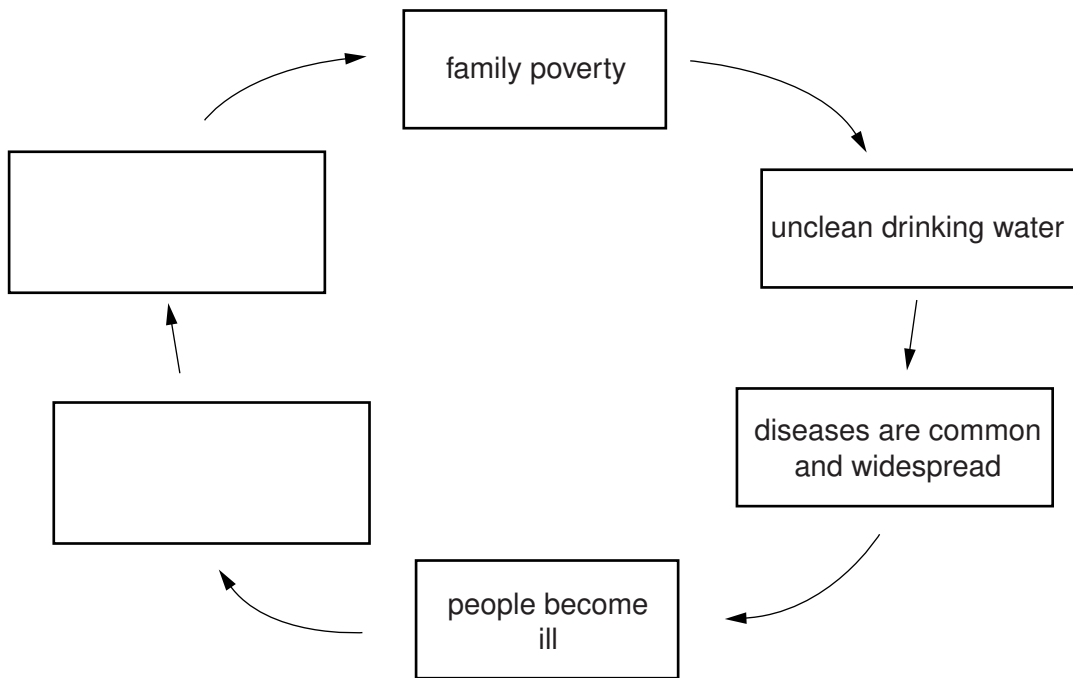 family poverty
unclean drinking water
diseases are common
and widespread
people become
ill